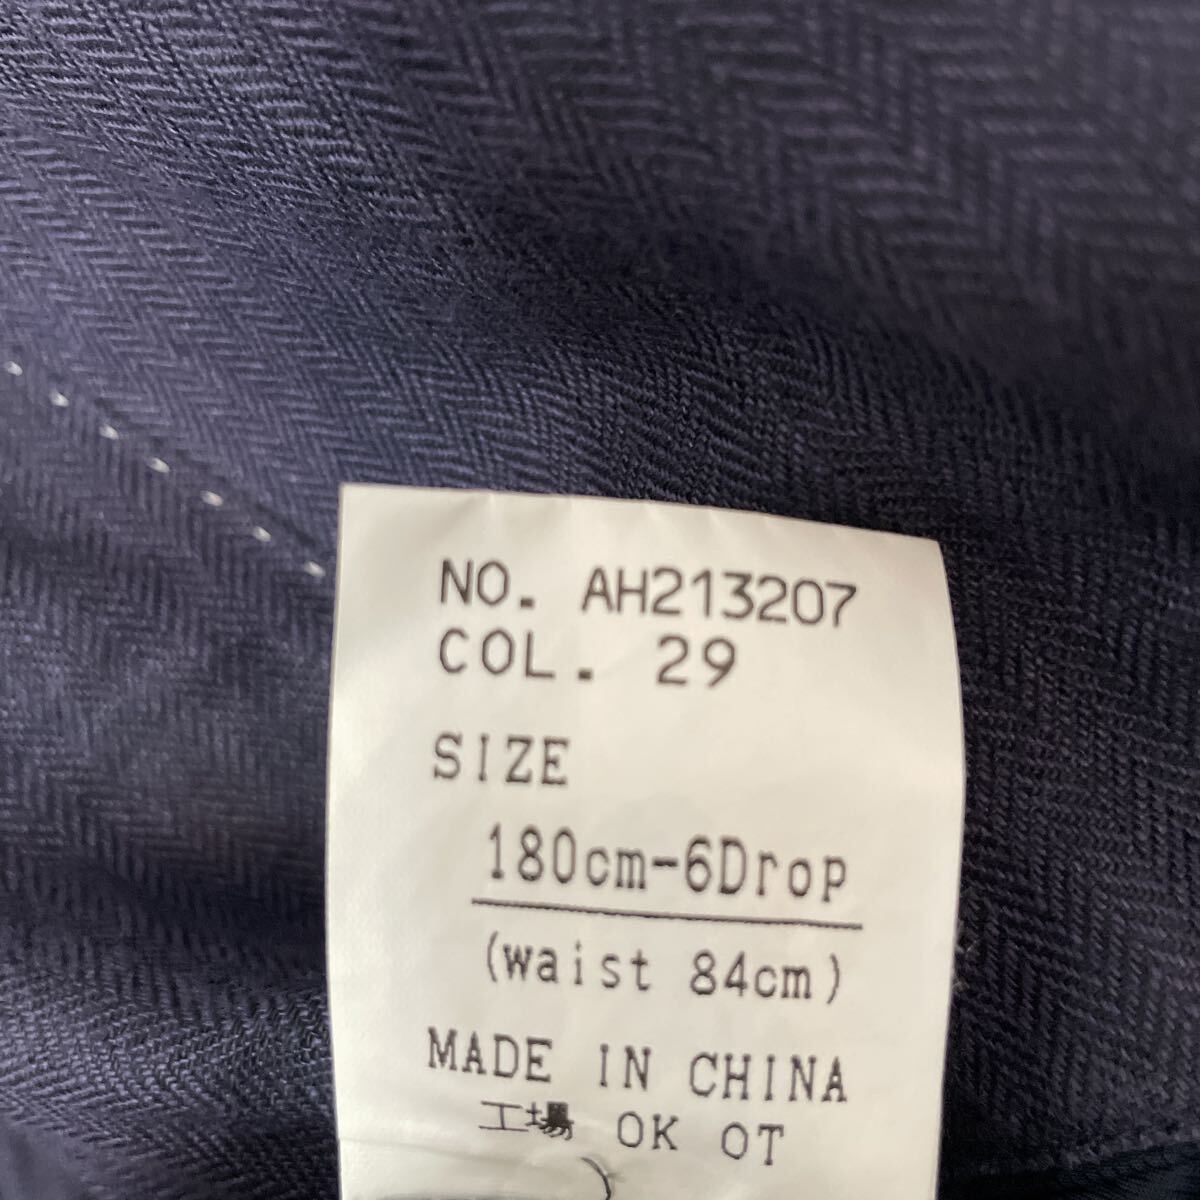 NO. AH213207
COL. 29
SIZE
180cm-6Drop
(waist 84cm)
MADE IN CHINA
工場 OK OT